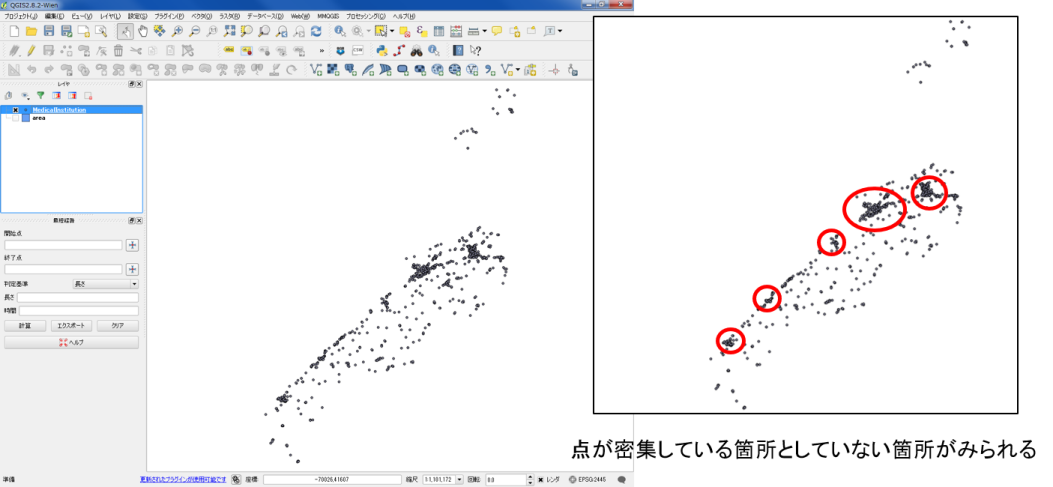 QGIS2.8.2-Wien
プロジェクト(J) 編集(E) ビュー(V) レイヤ(L) 設定(S) プラグイン(P) ベクタ(O) ラスタ(R) データベース(D) Web(W) MMQGIS プロセッシング(C) ヘルプ(H)
レイヤ
MedicalInstitution
area
最短経路
開始点
終了点
判定基準 長さ
長さ
時間
計算 エクスポート クリア
ヘルプ
点が密集している箇所としていない箇所がみられる
準備 更新されたプラグインが使用可能です 座標: -70026,41607 縮尺 1:1,101,172 回転: 0.0 レンダ EPSG:2445